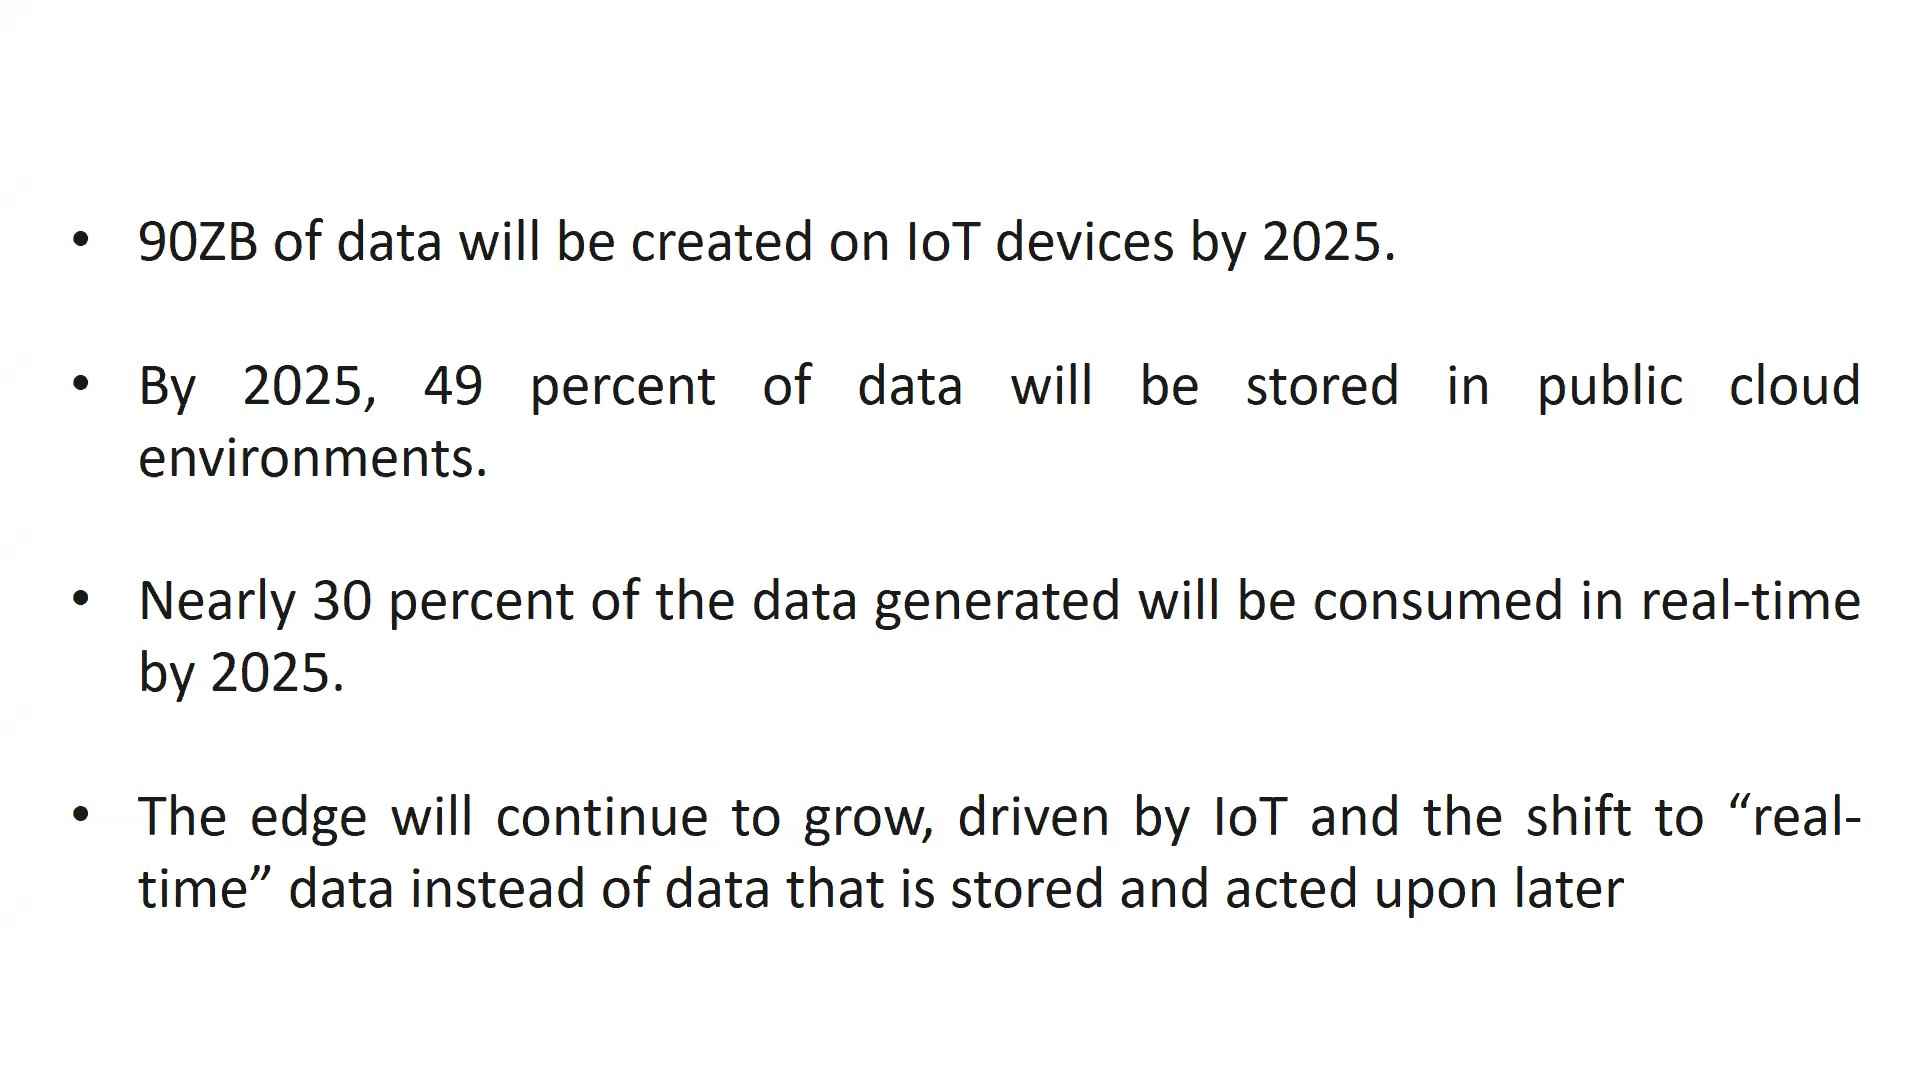 • 90ZB of data will be created on IoT devices by 2025.
• By 2025, 49 percent of data will be stored in public cloud
environments.
• Nearly 30 percent of the data generated will be consumed in real-time
by 2025.
• The edge will continue to grow, driven by IoT and the shift to “real-
time” data instead of data that is stored and acted upon later